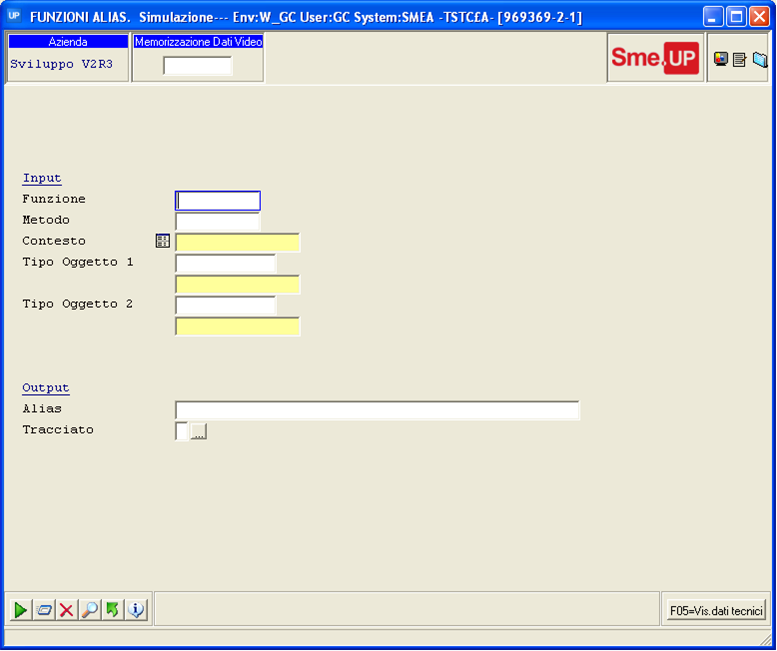 UP FUNZIONI ALIAS. Simulazione--- Env:W_GC User:GC System:SMEA -TSTC£A- [969369-2-1]
Azienda
Memorizzazione Dati Video
Sviluppo V2R3
Sme.UP
Input
Funzione
Metodo
Contesto
Tipo Oggetto 1
Tipo Oggetto 2
Output
Alias
Tracciato
...
F05=Vis.dati tecnici